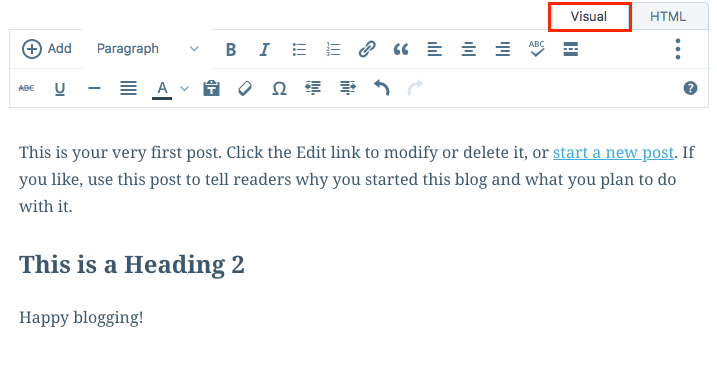 Visual HTML
Add Paragraph B I ABC
ABC U A T Ω ?
This is your very first post. Click the Edit link to modify or delete it, or start a new post. If
you like, use this post to tell readers why you started this blog and what you plan to do
with it.
This is a Heading 2
Happy blogging!